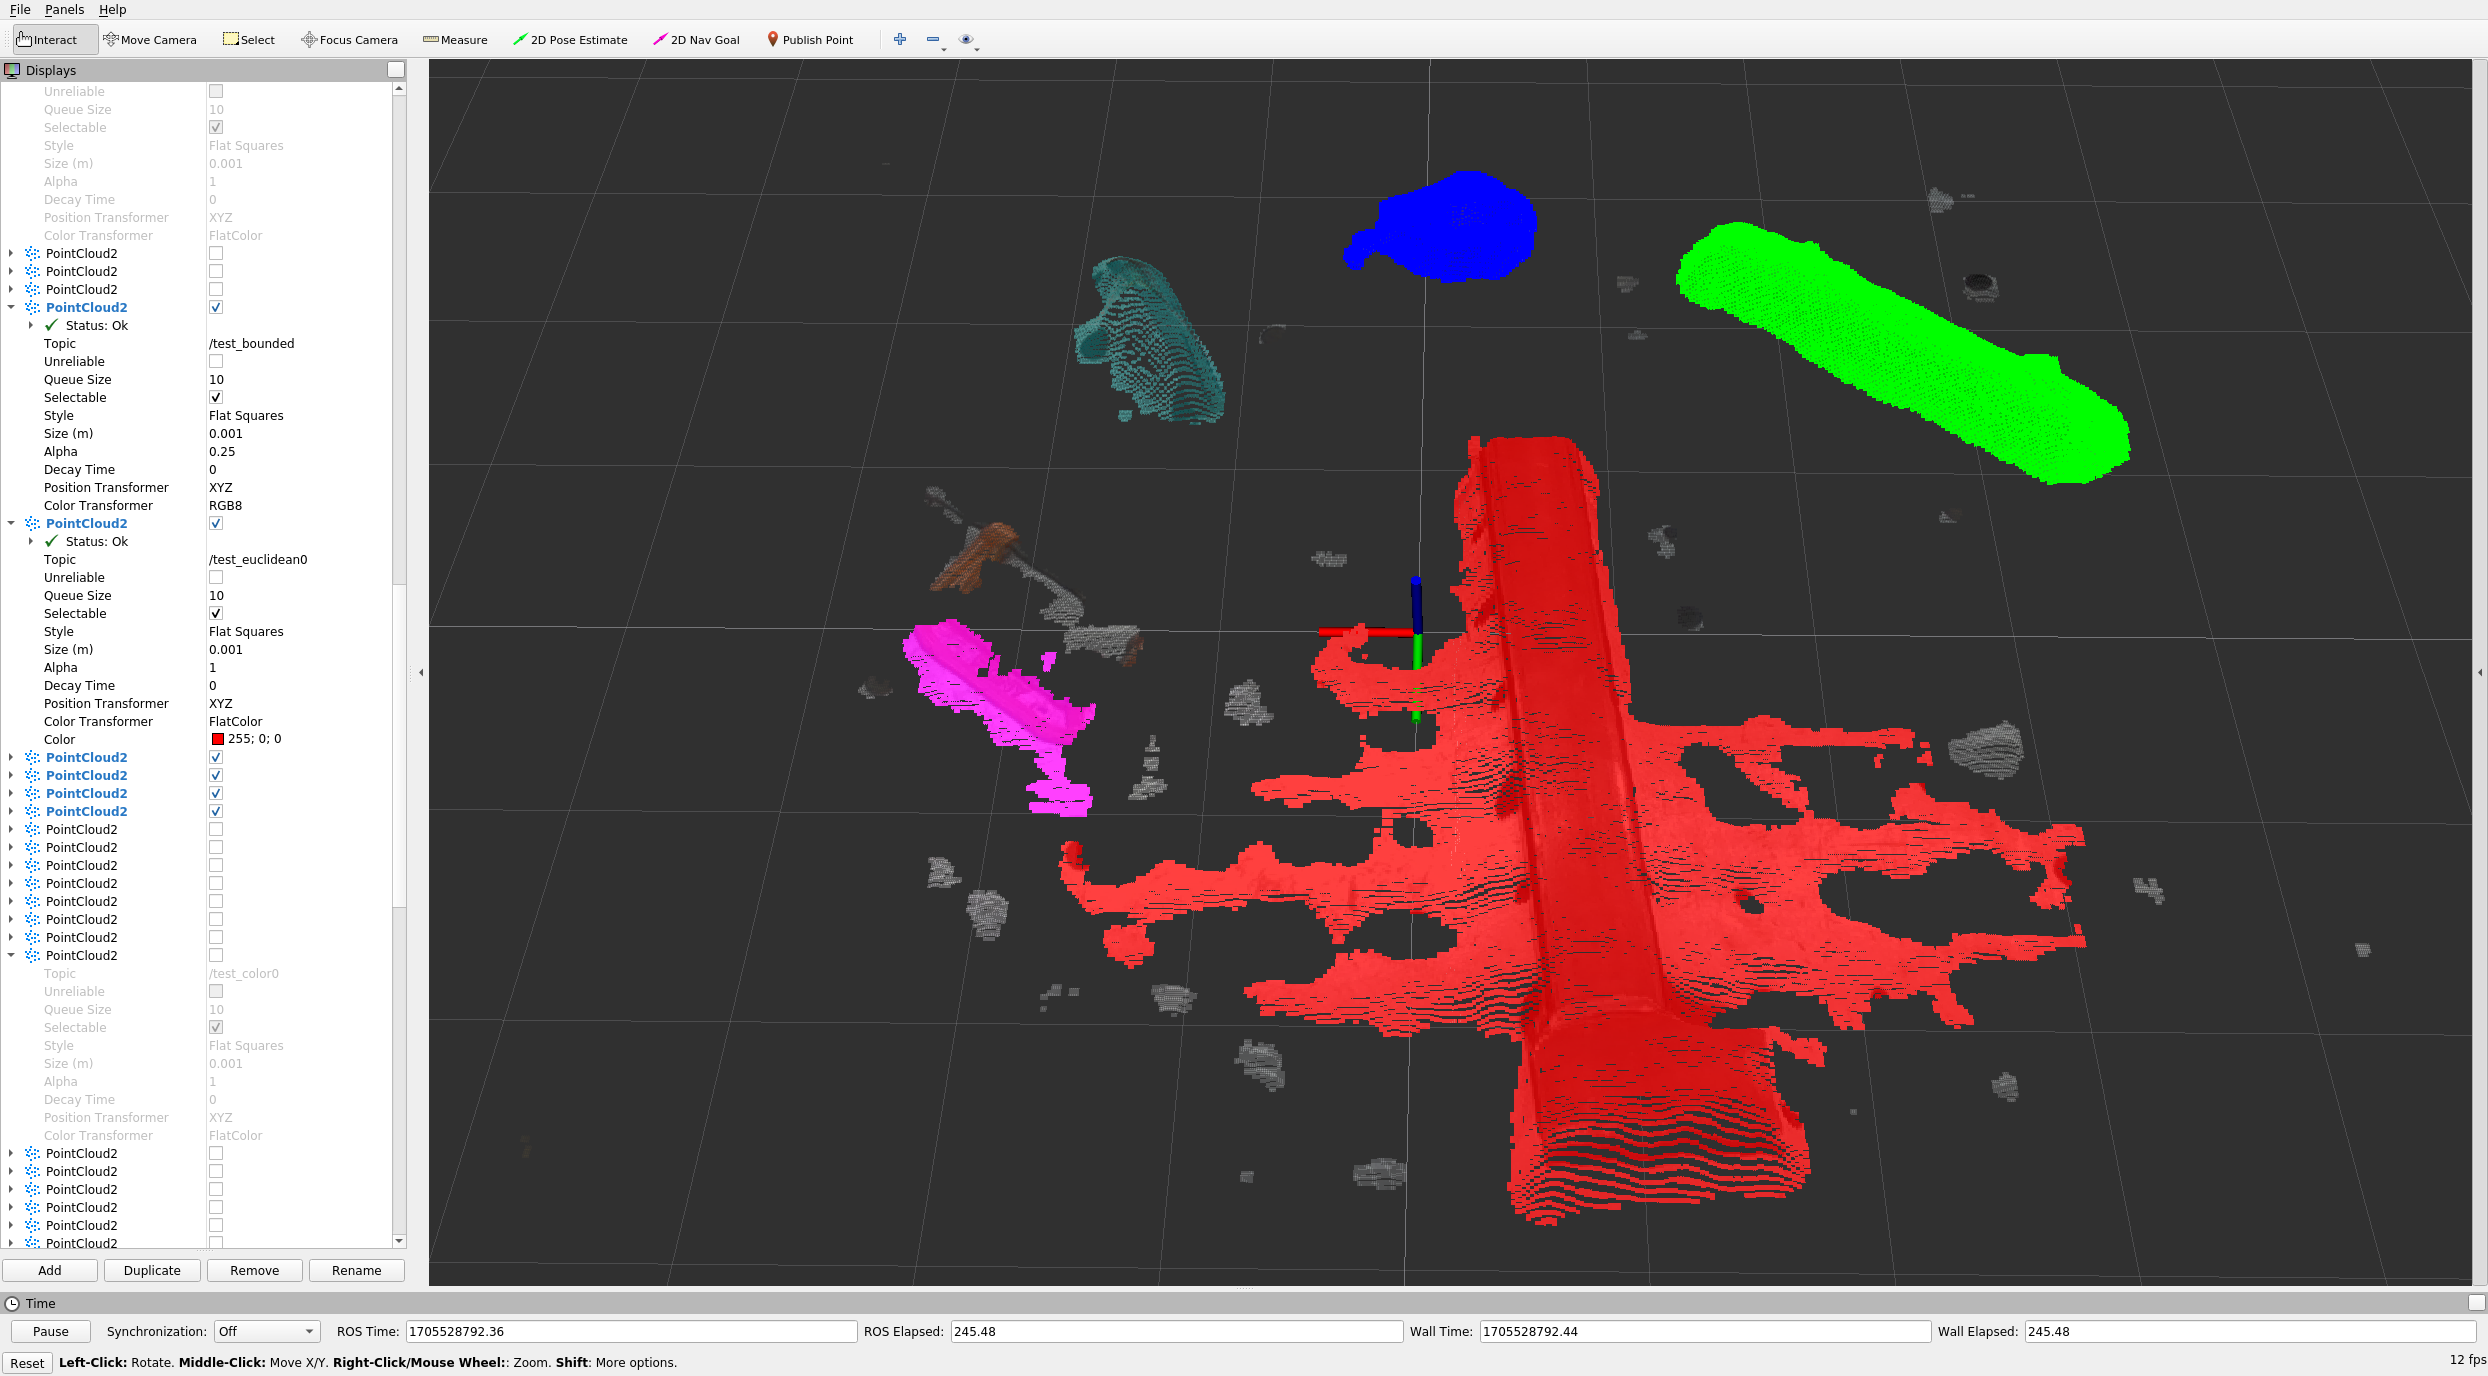 File Panels Help
Interact Move Camera Select Focus Camera Measure 2D Pose Estimate 2D Nav Goal Publish Point
Displays
Unreliable
Queue Size 10
Selectable
Style Flat Squares
Size (m) 0.001
Alpha 1
Decay Time 0
Position Transformer XYZ
Color Transformer FlatColor
PointCloud2
PointCloud2
PointCloud2
PointCloud2
Status: Ok
Topic /test_bounded
Unreliable
Queue Size 10
Selectable
Style Flat Squares
Size (m) 0.001
Alpha 0.25
Decay Time 0
Position Transformer XYZ
Color Transformer RGB8
PointCloud2
Status: Ok
Topic /test_euclidean0
Unreliable
Queue Size 10
Selectable
Style Flat Squares
Size (m) 0.001
Alpha 1
Decay Time 0
Position Transformer XYZ
Color Transformer FlatColor
Color 255; 0; 0
PointCloud2
PointCloud2
PointCloud2
PointCloud2
PointCloud2
PointCloud2
PointCloud2
PointCloud2
PointCloud2
PointCloud2
PointCloud2
PointCloud2
Topic /test_color0
Unreliable
Queue Size 10
Selectable
Style Flat Squares
Size (m) 0.001
Alpha 1
Decay Time 0
Position Transformer XYZ
Color Transformer FlatColor
PointCloud2
PointCloud2
PointCloud2
PointCloud2
PointCloud2
PointCloud2
Add Duplicate Remove Rename
Time
Pause Synchronization: Off ROS Time: 1705528792.36 ROS Elapsed: 245.48 Wall Time: 1705528792.44 Wall Elapsed: 245.48
Reset Left-Click: Rotate. Middle-Click: Move X/Y. Right-Click/Mouse Wheel:: Zoom. Shift: More options. 12 fps